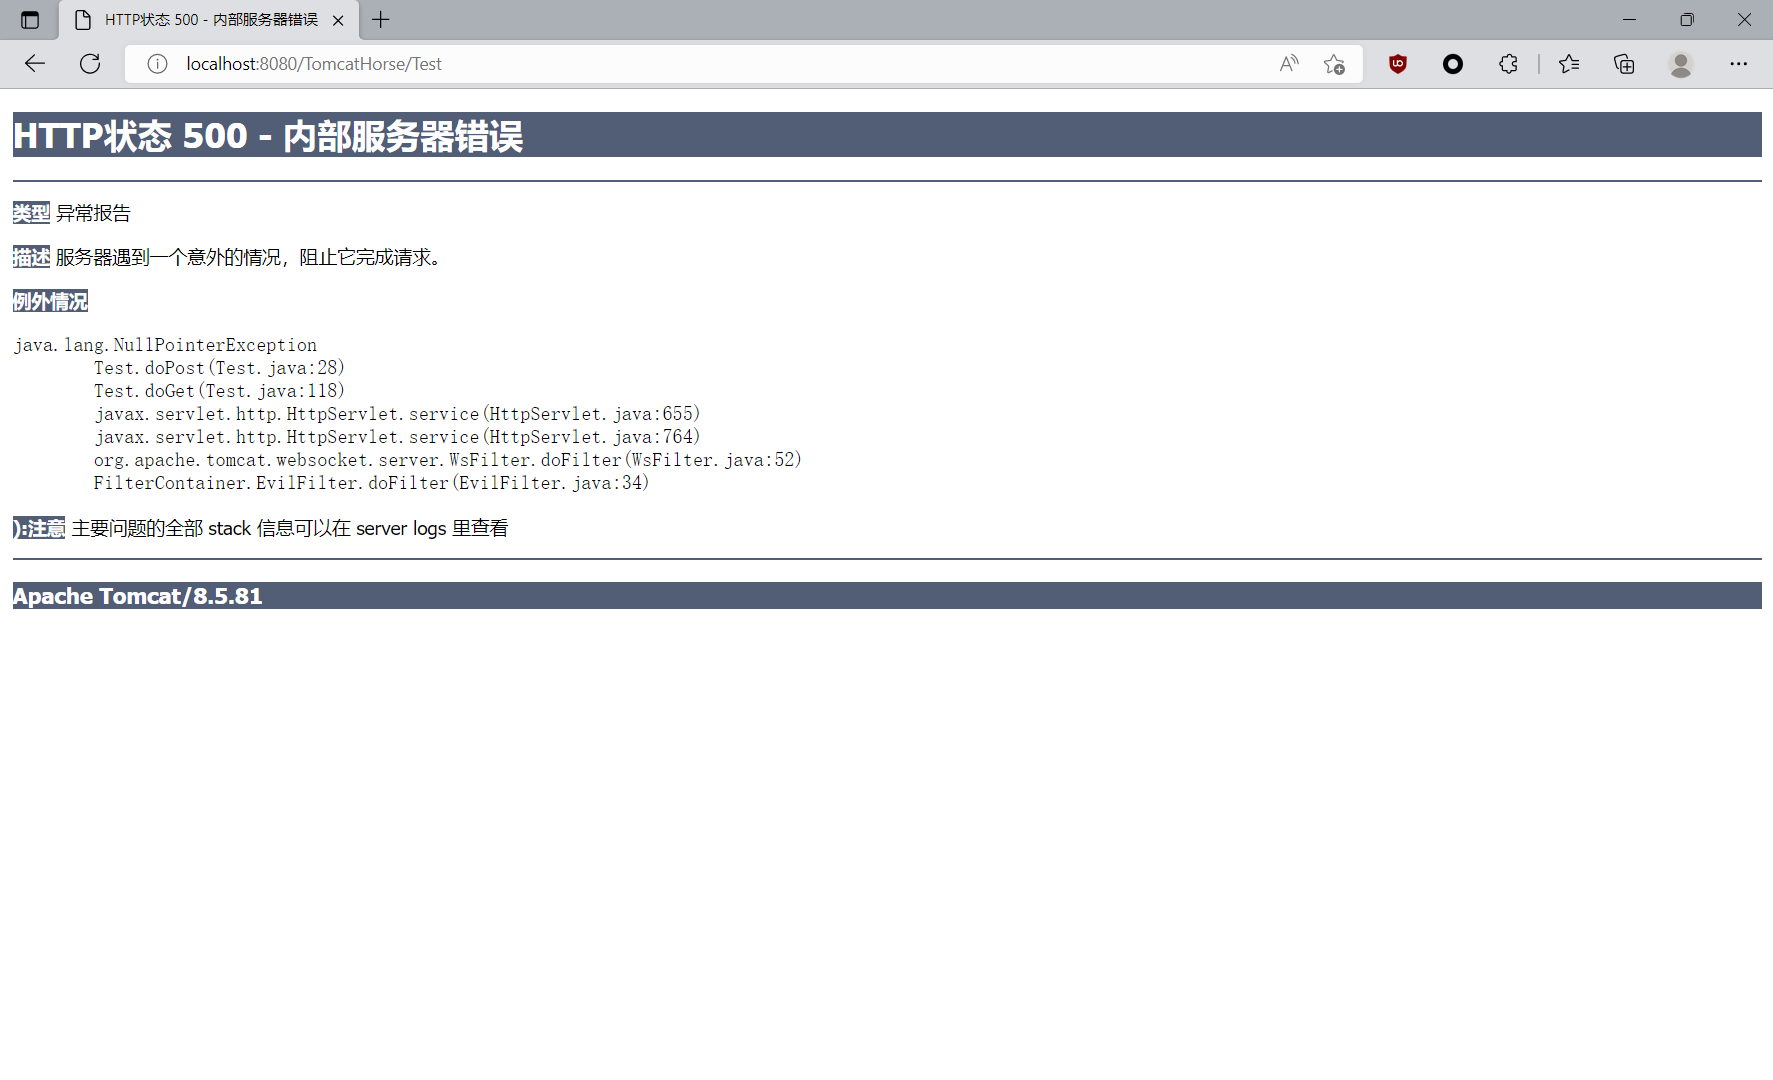 HTTP状态 500 - 内部服务器错误
localhost:8080/TomcatHorse/Test
HTTP状态 500 - 内部服务器错误
类型 异常报告
描述 服务器遇到一个意外的情况，阻止它完成请求。
例外情况
java.lang.NullPointerException
Test.doPost(Test.java:28)
Test.doGet(Test.java:118)
javax.servlet.http.HttpServlet.service(HttpServlet.java:655)
javax.servlet.http.HttpServlet.service(HttpServlet.java:764)
org.apache.tomcat.websocket.server.WsFilter.doFilter(WsFilter.java:52)
FilterContainer.EvilFilter.doFilter(EvilFilter.java:34)
):注意 主要问题的全部 stack 信息可以在 server logs 里查看
Apache Tomcat/8.5.81